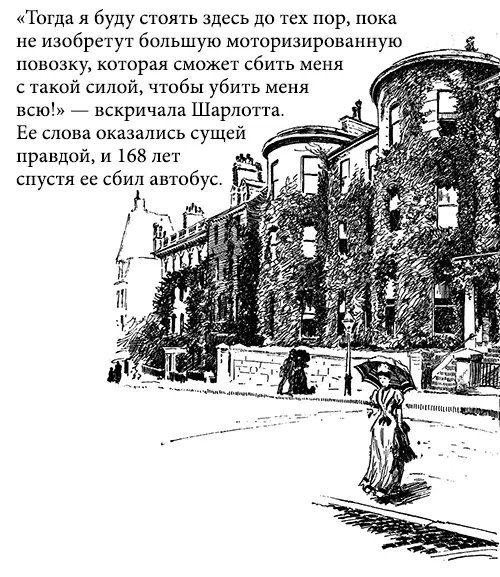 «Тогда я буду стоять здесь до тех пор, пока
не изобретут большую моторизированную
повозку, которая сможет сбить меня
с такой силой, чтобы убить меня
всю!» — вскричала Шарлотта.
Ее слова оказались сущей
правдой, и 168 лет
спустя ее сбил автобус.